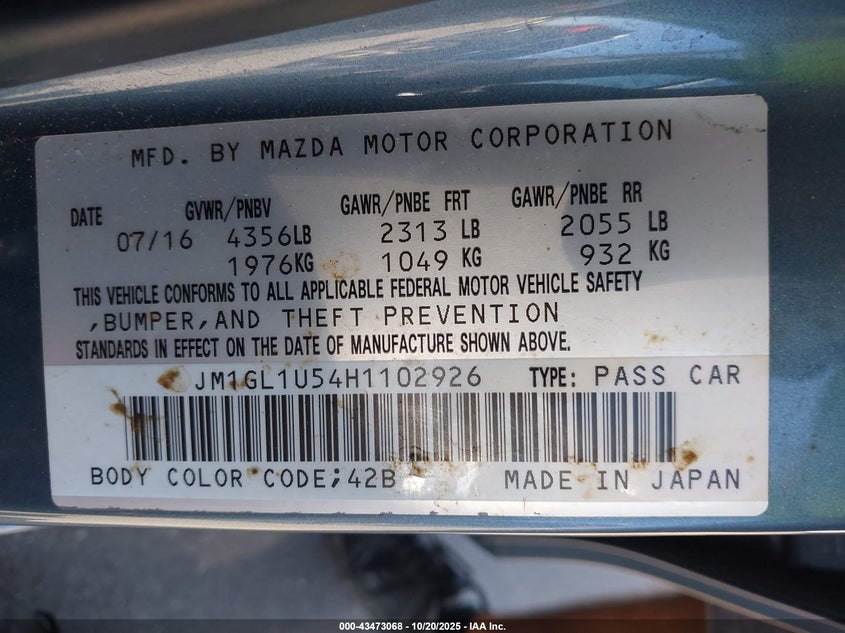 MFD. BY MAZDA MOTOR CORPORATION
DATE GVWR/PNBV GAWR/PNBE FRT GAWR/PNBE RR
07/16 4356LB 2313 LB 2055 LB
1976KG 1049 KG 932 KG
THIS VEHICLE CONFORMS TO ALL APPLICABLE FEDERAL MOTOR VEHICLE SAFETY
,BUMPER,AND THEFT PREVENTION
STANDARDS IN EFFECT ON THE DATE OF MANUFACTURE SHOWN ABOVE.
JM1GL1U54H1102926 TYPE: PASS CAR
BODY COLOR CODE;42B MADE IN JAPAN
000-43473068 - 10/20/2025 - IAA Inc.